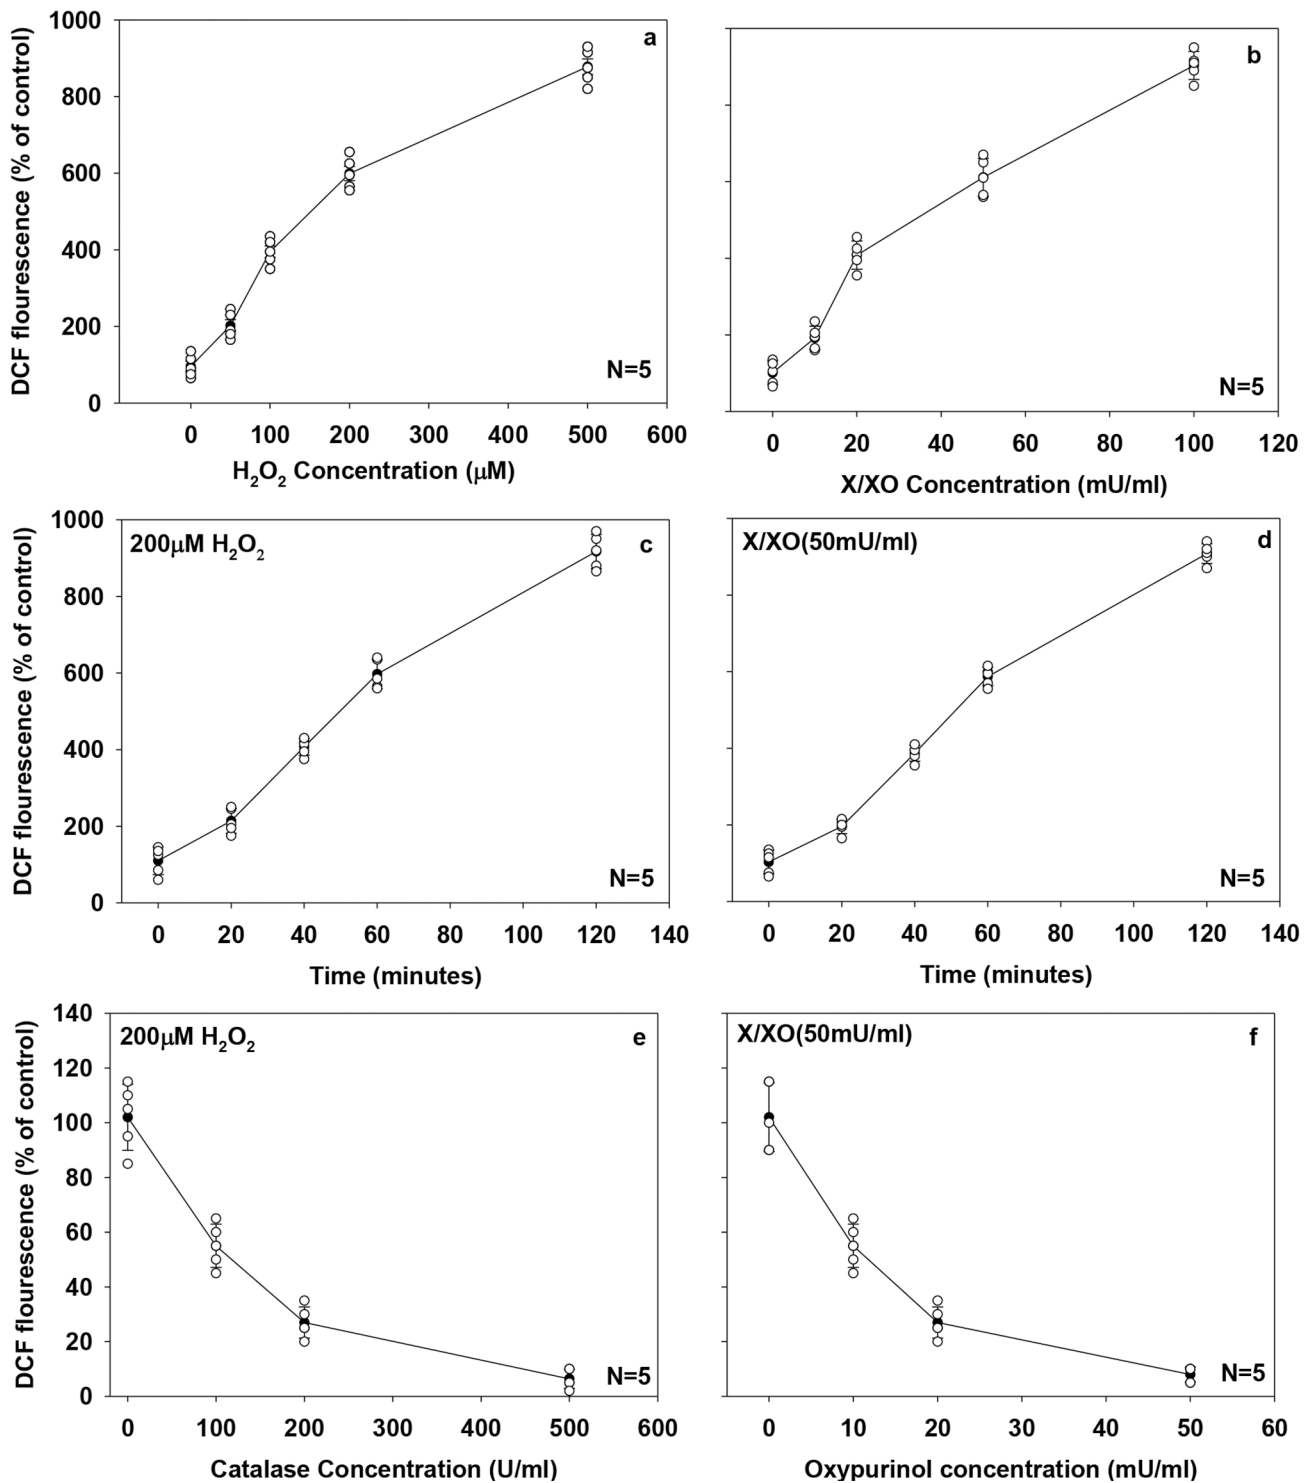 1000
800
600
400
200
0
DCF flourescence (% of control)
a
N=5
0 100 200 300 400 500 600
H₂O₂ Concentration (μM)
b
N=5
0 20 40 60 80 100 120
X/XO Concentration (mU/ml)
1000
800
600
400
200
0
DCF flourescence (% of control)
200μM H₂O₂
c
N=5
0 20 40 60 80 100 120 140
Time (minutes)
X/XO(50mU/ml)
d
N=5
0 20 40 60 80 100 120 140
Time (minutes)
140
120
100
80
60
40
20
0
DCF flourescence (% of control)
200μM H₂O₂
e
N=5
0 100 200 300 400 500 600
Catalase Concentration (U/ml)
X/XO(50mU/ml)
f
N=5
0 10 20 30 40 50 60
Oxypurinol concentration (mU/ml)